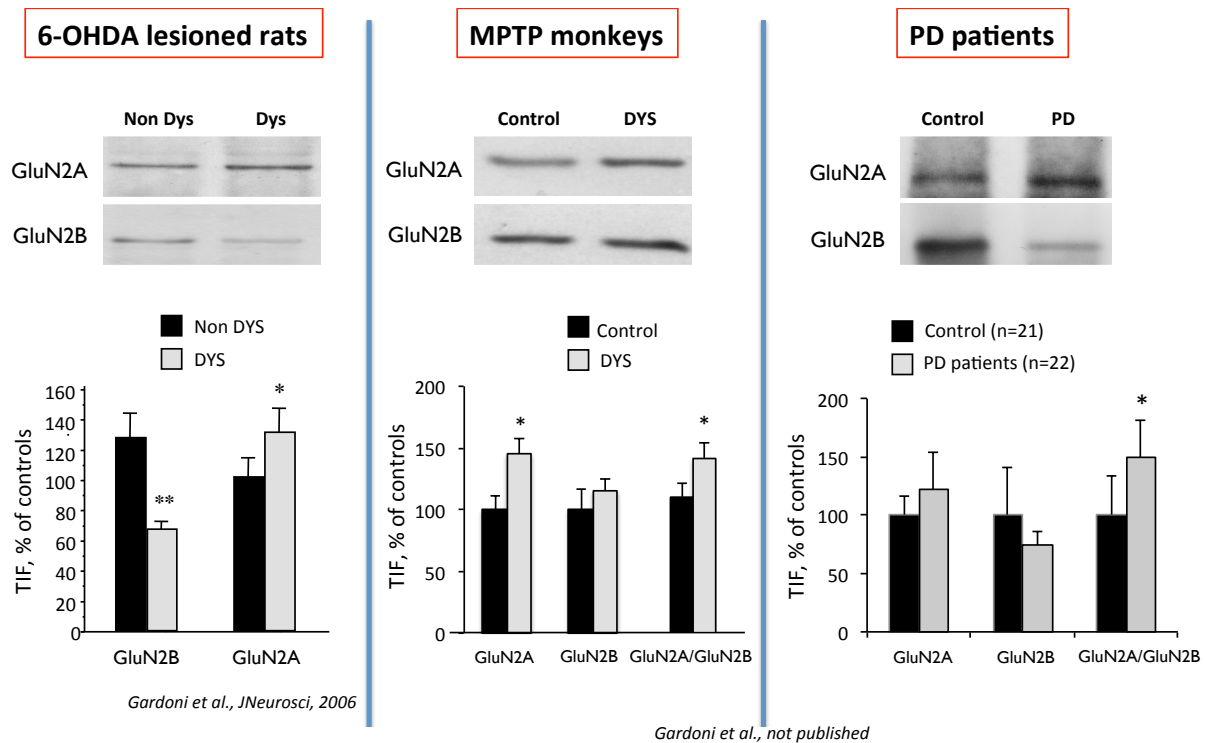 6-OHDA lesioned rats
Non Dys Dys
GluN2A
GluN2B
Non DYS
DYS
TIF, % of controls
160
140
120
100
80
60
40
20
0
**
*
GluN2B GluN2A
Gardoni et al., JNeurosci, 2006
MPTP monkeys
Control DYS
GluN2A
GluN2B
Control
DYS
TIF, % of controls
200
150
100
50
0
*
*
GluN2A GluN2B GluN2A/GluN2B
PD patients
Control PD
GluN2A
GluN2B
Control (n=21)
PD patients (n=22)
TIF, % of controls
200
150
100
50
0
*
GluN2A GluN2B GluN2A/GluN2B
Gardoni et al., not published